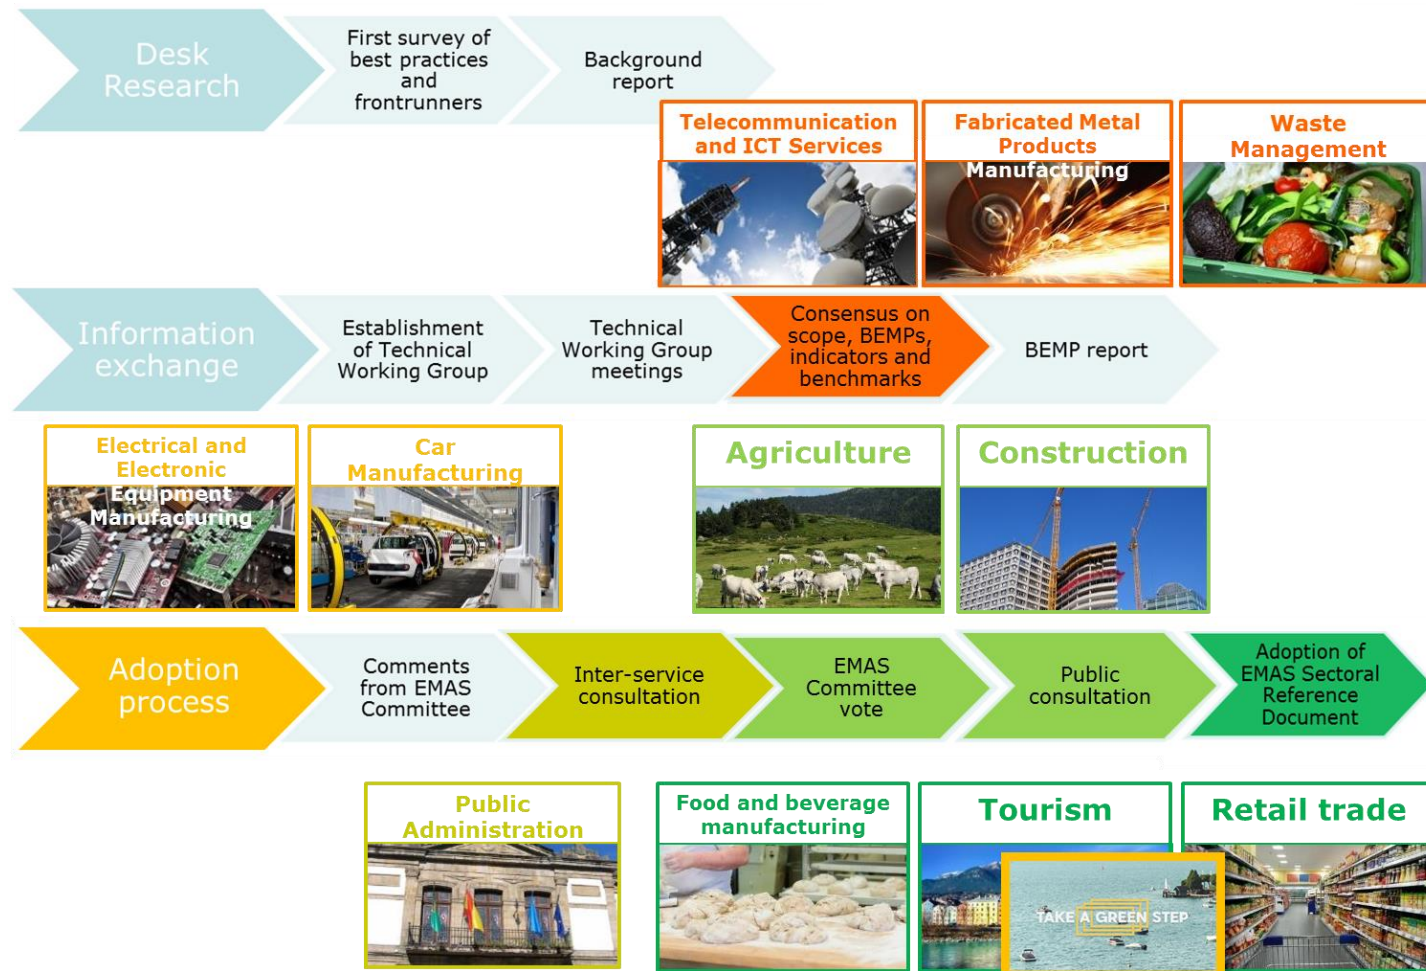 Desk
Research
First survey of
best practices
and
frontrunners
Background
report
Telecommunication
and ICT Services
Fabricated Metal
Products
Manufacturing
Waste
Management
Information
exchange
Establishment
of Technical
Working Group
Technical
Working Group
meetings
Consensus on
scope, BEMPs,
indicators and
benchmarks
BEMP report
Electrical and
Electronic
Equipment
Manufacturing
Car
Manufacturing
Agriculture
Construction
Adoption
process
Comments
from EMAS
Committee
Inter-service
consultation
EMAS
Committee
vote
Public
consultation
Adoption of
EMAS Sectoral
Reference
Document
Public
Administration
Food and beverage
manufacturing
Tourism
Retail trade
TAKE A GREEN STEP